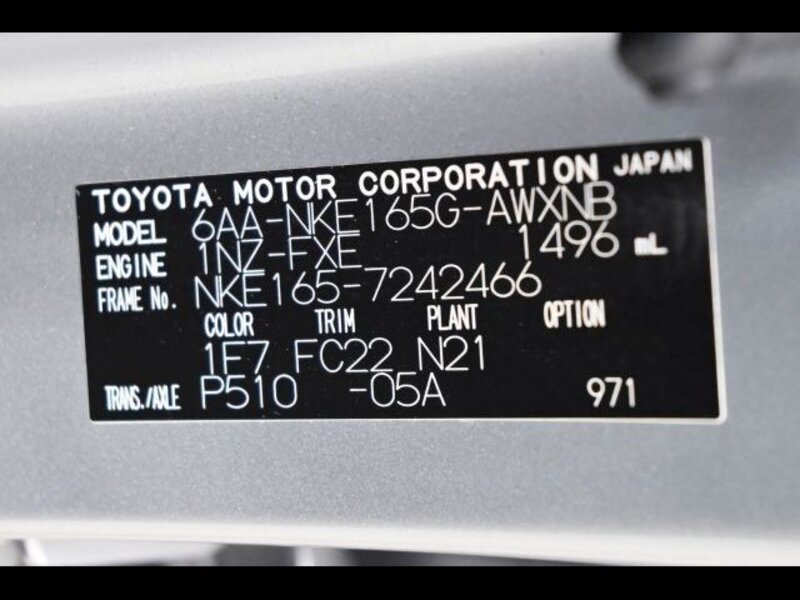 TOYOTA MOTOR CORPORATION JAPAN
MODEL 6AA-NKE165G-AWXNB
ENGINE 1NZ-FXE 1496 mL
FRAME No. NKE165-7242466
COLOR TRIM PLANT OPTION
1F7 FC22 N21
TRANS./AXLE P510 -05A 971